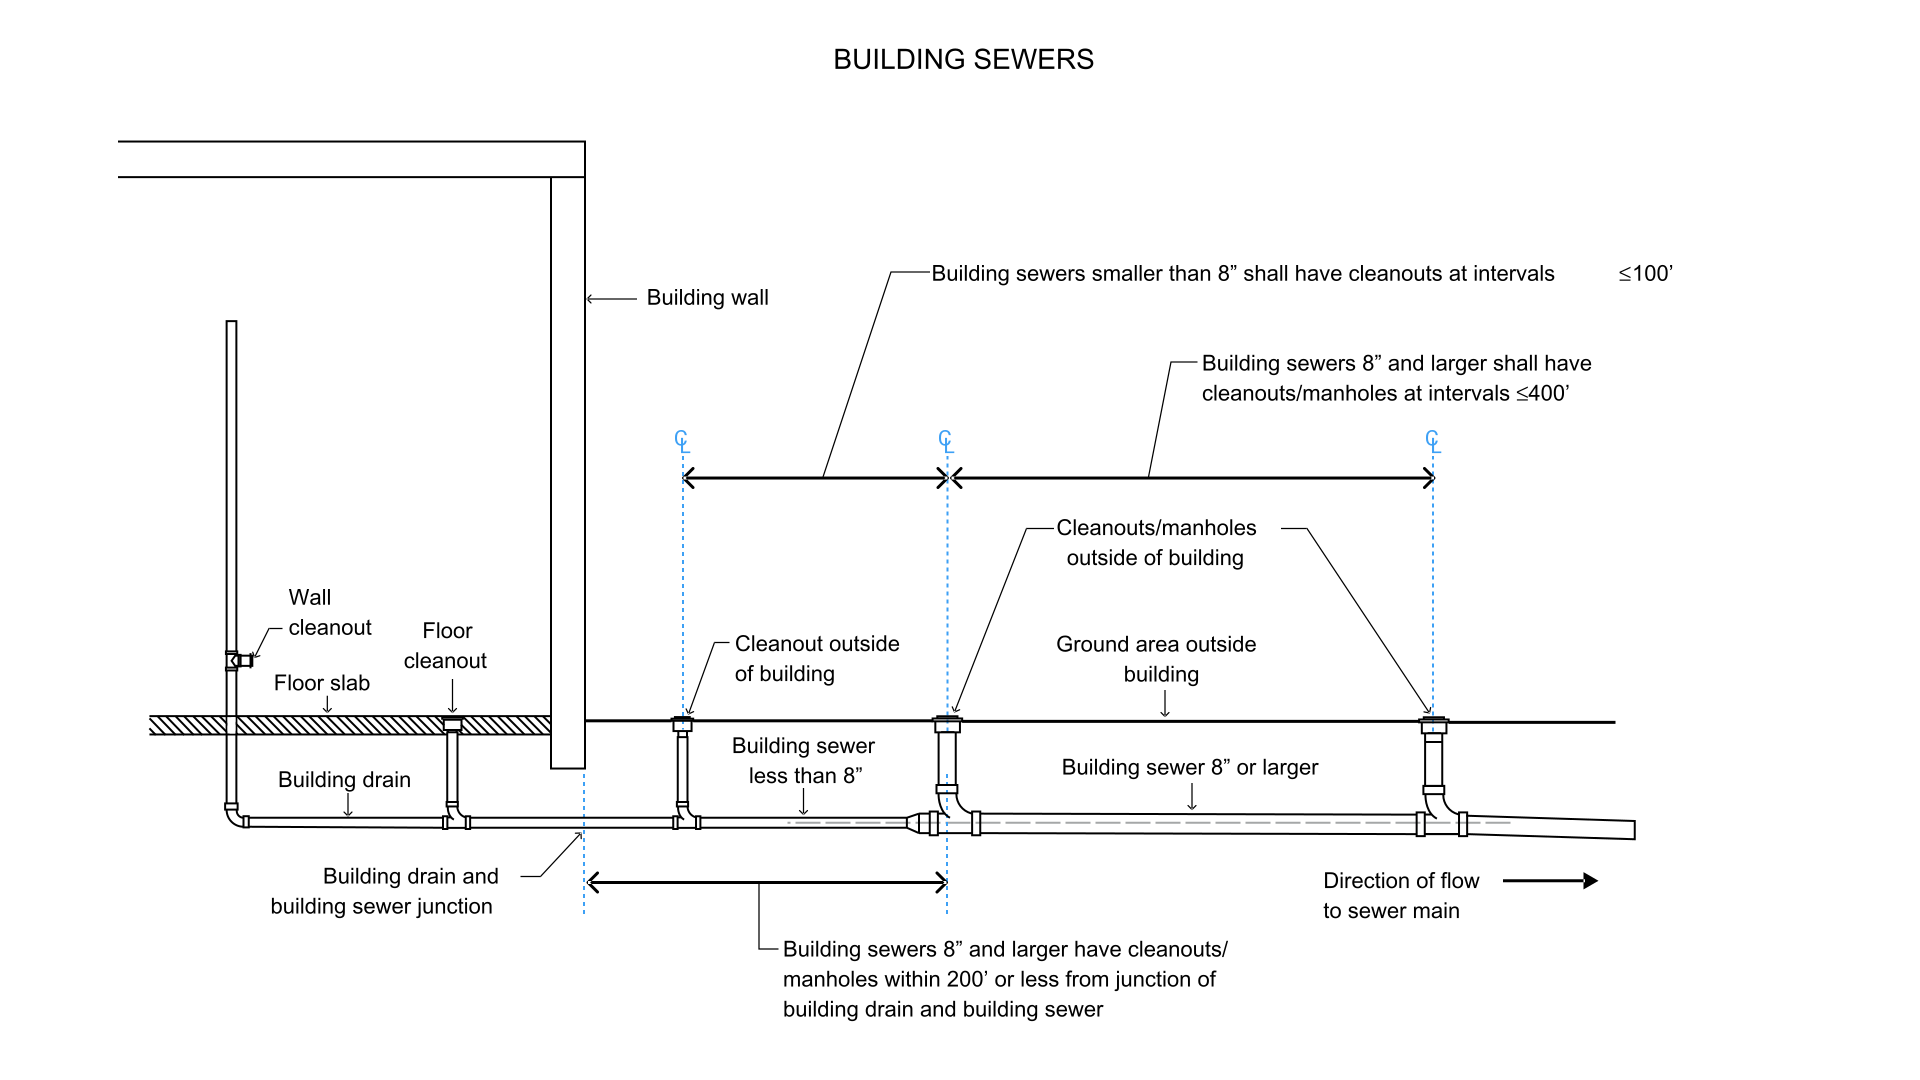 BUILDING SEWERS
Building sewers smaller than 8” shall have cleanouts at intervals ≤100’
Building wall
Building sewers 8” and larger shall have
cleanouts/manholes at intervals ≤400’
℄ ℄ ℄
Cleanouts/manholes
outside of building
Wall
cleanout
Floor
cleanout
Floor slab
Cleanout outside
of building
Ground area outside
building
Building sewer
less than 8”
Building sewer 8” or larger
Building drain
Building drain and
building sewer junction
Direction of flow
to sewer main
Building sewers 8” and larger have cleanouts/
manholes within 200’ or less from junction of
building drain and building sewer